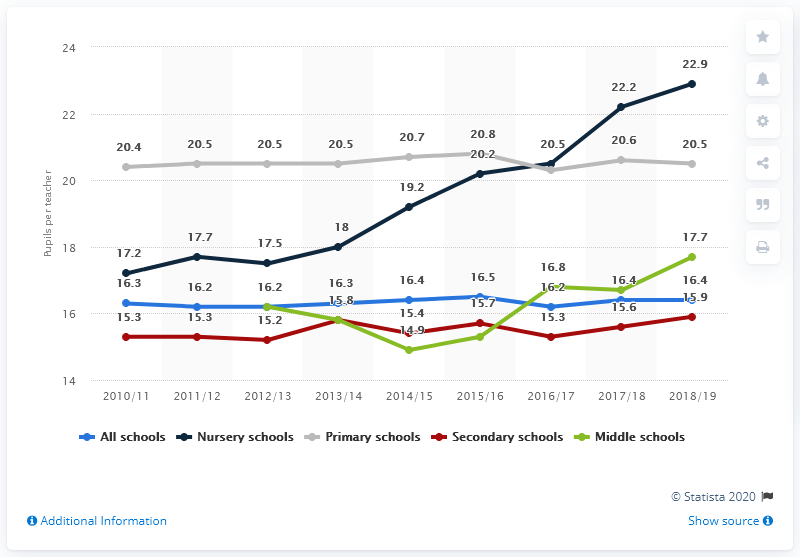 24
22
20
18
16
14
Pupils per teacher
22.9
22.2
20.4 20.5 20.5 20.5 20.7 20.8 20.5 20.6 20.5
20.2
19.2
17.2 17.7 17.5 18
17.7
16.8
16.3 16.2 16.2 16.3 16.4 16.5 16.2 16.4 16.4
15.3 15.3 15.2 15.8 15.4 15.7 15.3 15.6 15.9
14.9
2010/11 2011/12 2012/13 2013/14 2014/15 2015/16 2016/17 2017/18 2018/19
All schools Nursery schools Primary schools Secondary schools Middle schools
© Statista 2020
Additional Information Show source